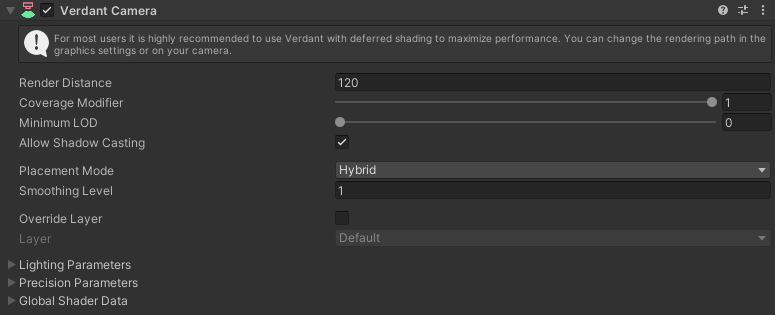 Verdant Camera
For most users it is highly recommended to use Verdant with deferred shading to maximize performance. You can change the rendering path in the
graphics settings or on your camera.
Render Distance 120
Coverage Modifier 1
Minimum LOD 0
Allow Shadow Casting
Placement Mode Hybrid
Smoothing Level 1
Override Layer
Layer Default
Lighting Parameters
Precision Parameters
Global Shader Data